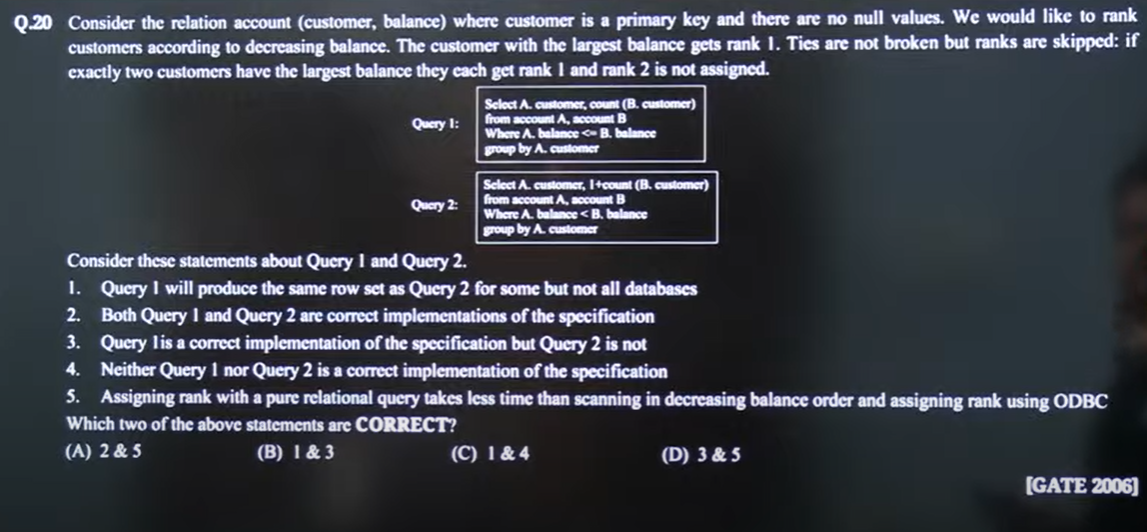 Q.20 Consider the relation account (customer, balance) where customer is a primary key and there are no null values. We would like to rank
customers according to decreasing balance. The customer with the largest balance gets rank 1. Ties are not broken but ranks are skipped: if
exactly two customers have the largest balance they each get rank 1 and rank 2 is not assigned.
Query 1:
Select A. customer, count (B. customer)
from account A, account B
Where A. balance <= B. balance
group by A. customer
Query 2:
Select A. customer, 1+count (B. customer)
from account A, account B
Where A. balance < B. balance
group by A. customer
Consider these statements about Query 1 and Query 2.
1. Query 1 will produce the same row set as Query 2 for some but not all databases
2. Both Query 1 and Query 2 are correct implementations of the specification
3. Query 1is a correct implementation of the specification but Query 2 is not
4. Neither Query 1 nor Query 2 is a correct implementation of the specification
5. Assigning rank with a pure relational query takes less time than scanning in decreasing balance order and assigning rank using ODBC
Which two of the above statements are CORRECT?
(A) 2 & 5 (B) 1 & 3 (C) 1 & 4 (D) 3 & 5
[GATE 2006]